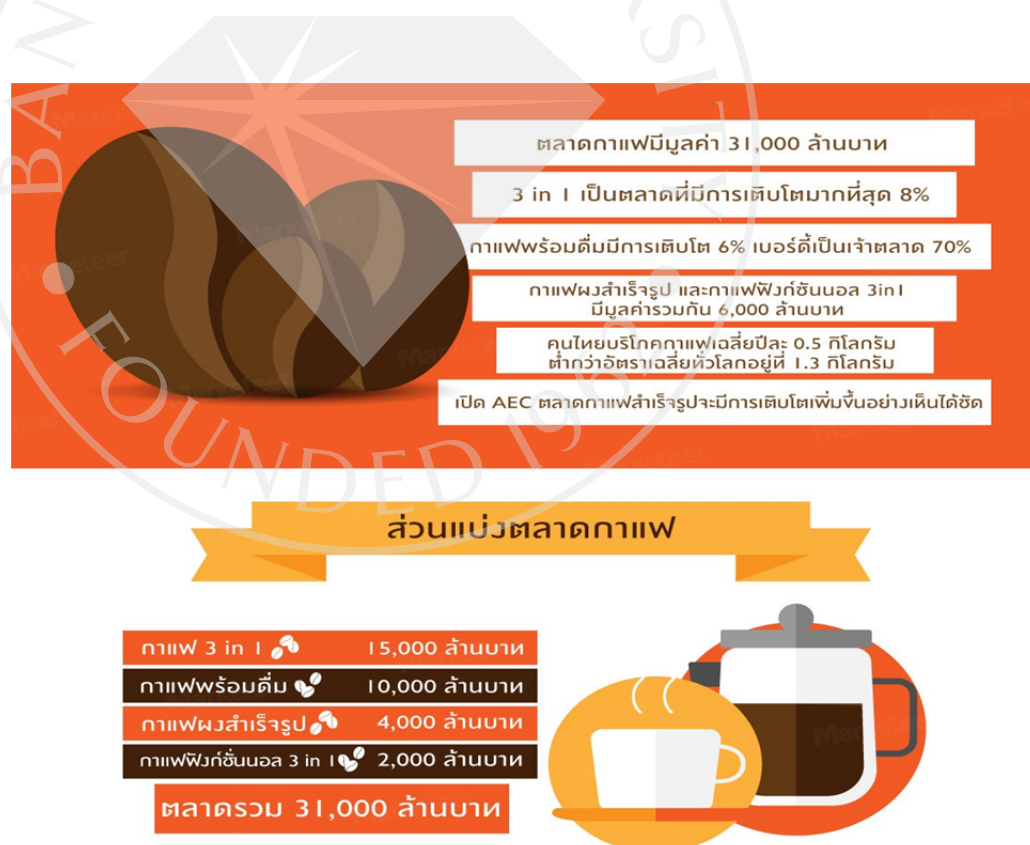 ตลาดกาแฟมีมูลค่า 31,000 ล้านบาท
3 in 1 เป็นตลาดที่มีการเติบโตมากที่สุด 8%
กาแฟพร้อมดื่มมีการเติบโต 6% เบอร์ดี้เป็นเจ้าตลาด 70%
กาแฟผงสำเร็จรูป และกาแฟฟังก์ชันนอล 3in1
มีมูลค่ารวมกัน 6,000 ล้านบาท
คนไทยบริโภคกาแฟเฉลี่ยปีละ 0.5 กิโลกรัม
ต่ำกว่าอัตราเฉลี่ยทั่วโลกอยู่ที่ 1.3 กิโลกรัม
เปิด AEC ตลาดกาแฟสำเร็จรูปจะมีการเติบโตเพิ่มขึ้นอย่างเห็นได้ชัด
FOUNDED 1962
ส่วนแบ่งตลาดกาแฟ
กาแฟ 3 in 1 15,000 ล้านบาท
กาแฟพร้อมดื่ม 10,000 ล้านบาท
กาแฟผงสำเร็จรูป 4,000 ล้านบาท
กาแฟฟังก์ชั่นนอล 3 in 1 2,000 ล้านบาท
ตลาดรวม 31,000 ล้านบาท